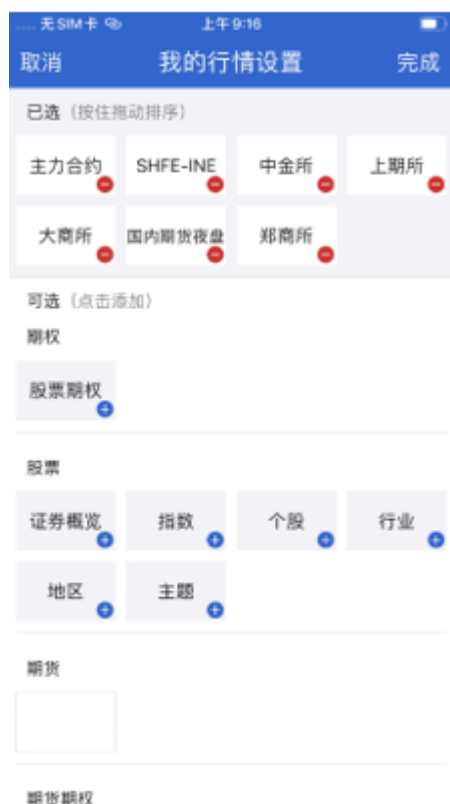 ..... 无SIM卡 上午9:16
取消 我的行情设置 完成
已选（按住拖动排序）
主力合约 SHFE-INE 中金所 上期所
大商所 国内期货夜盘 郑商所
可选（点击添加）
期权
股票期权
股票
证券概览 指数 个股 行业
地区 主题
期货
期货期权